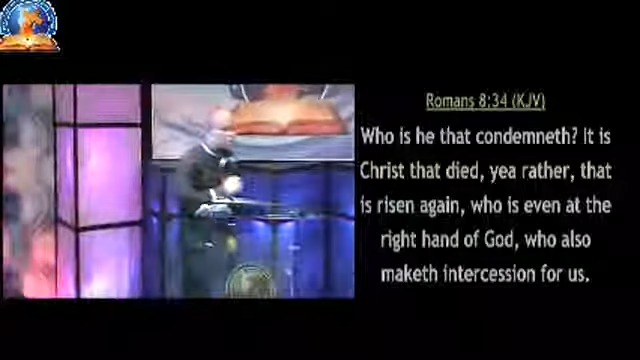 Romans 8:34 (KJV)
Who is he that condemneth? It is
Christ that died, yea rather, that
is risen again, who is even at the
right hand of God, who also
maketh intercession for us.